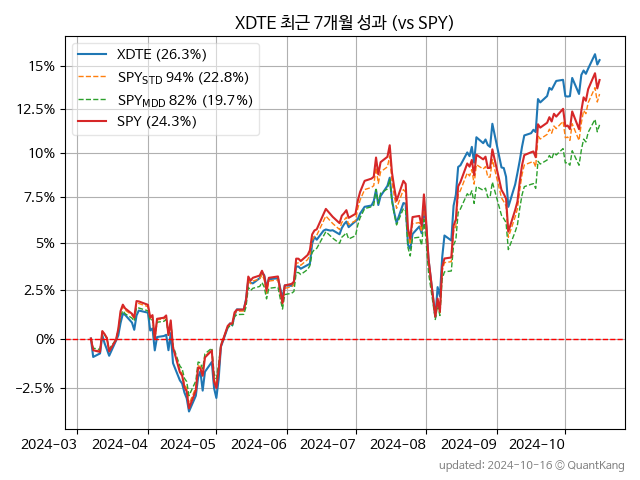 XDTE 최근 7개월 성과 (vs SPY)
XDTE (26.3%)
SPY_STD 94% (22.8%)
SPY_MDD 82% (19.7%)
SPY (24.3%)
15%
12.5%
10%
7.5%
5%
2.5%
0%
−2.5%
2024-03 2024-04 2024-05 2024-06 2024-07 2024-08 2024-09 2024-10
updated: 2024-10-16 © QuantKang